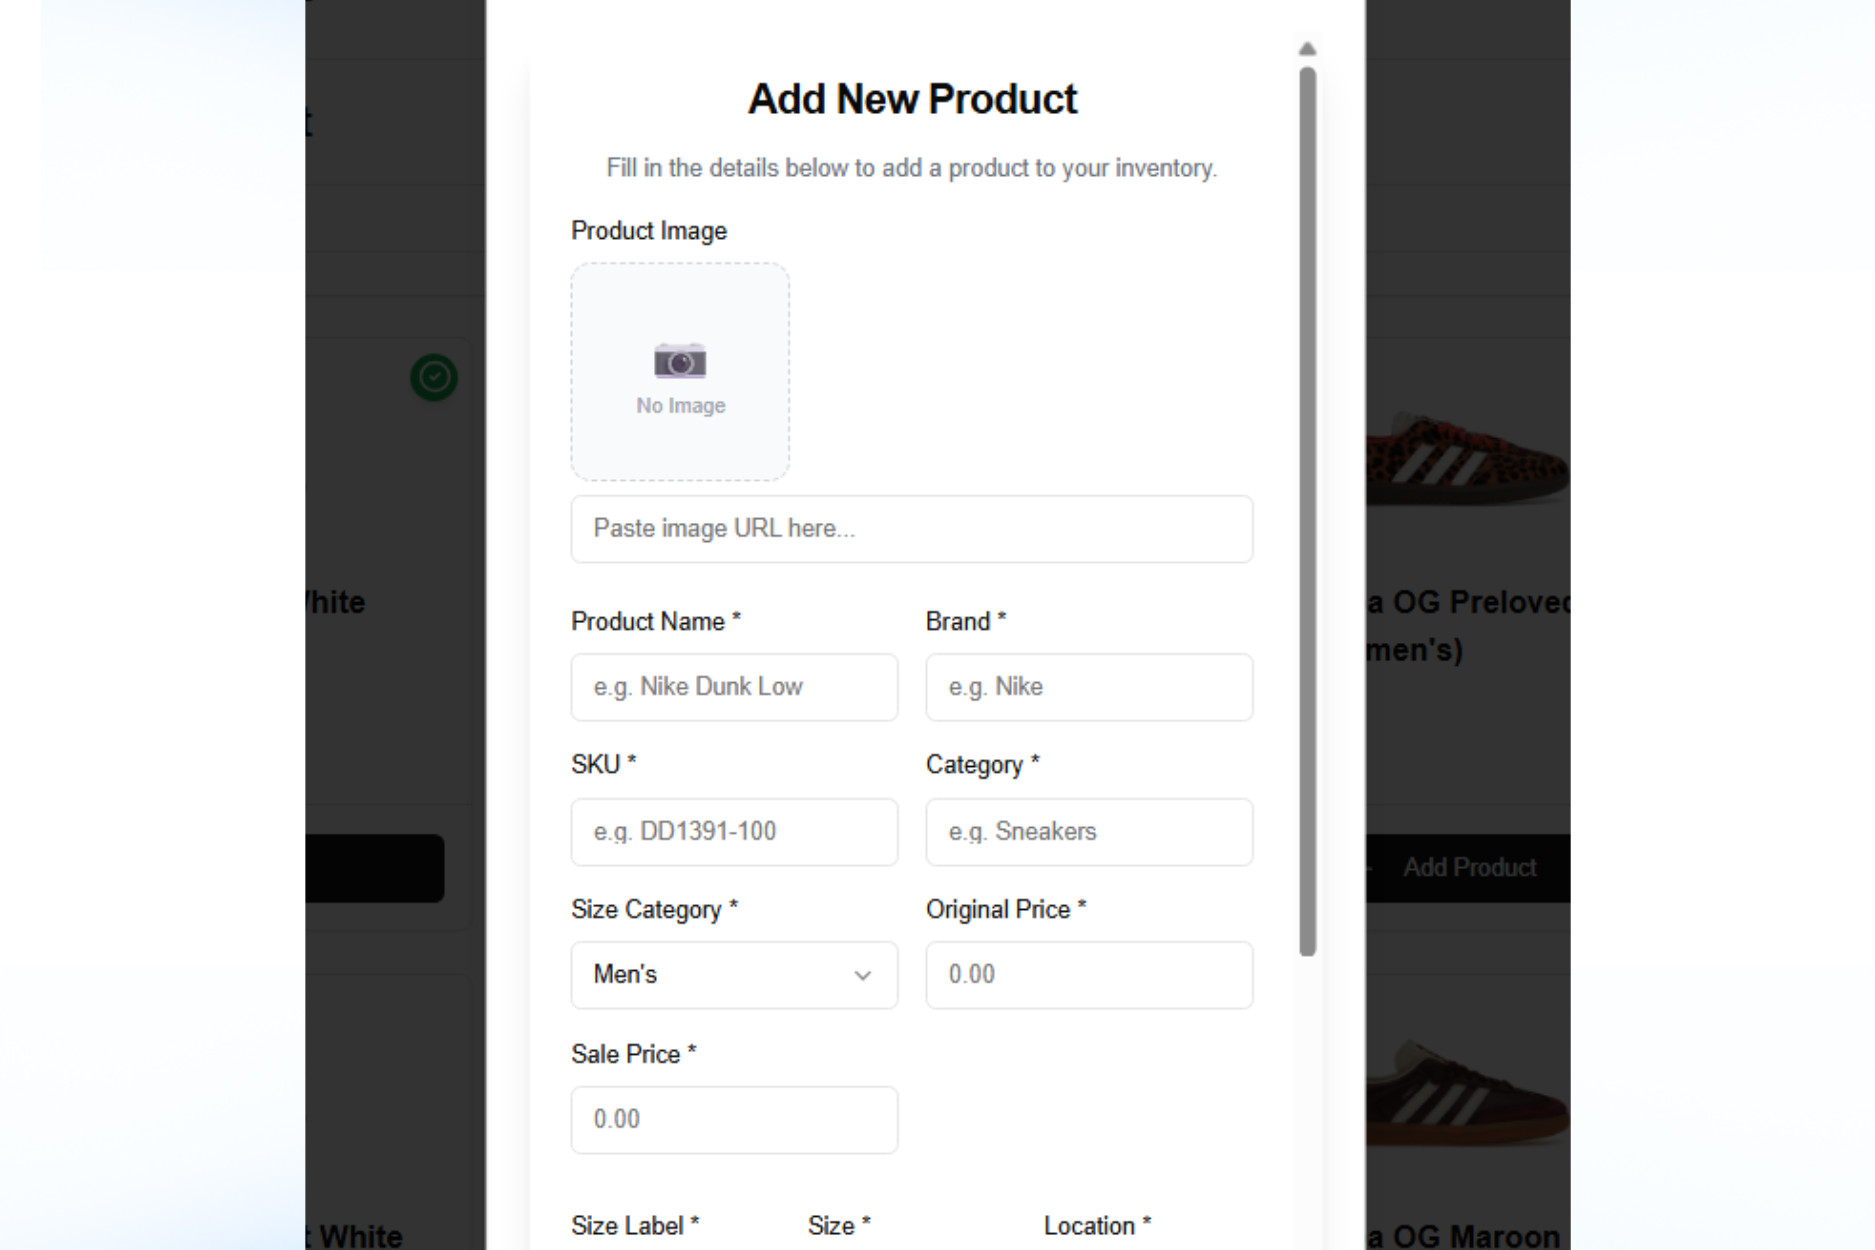 Add New Product
Fill in the details below to add a product to your inventory.
Product Image
No Image
Paste image URL here...
Product Name *
Brand *
e.g. Nike Dunk Low
e.g. Nike
SKU *
Category *
e.g. DD1391-100
e.g. Sneakers
Size Category *
Original Price *
Men's
0.00
Sale Price *
0.00
Size Label *
Size *
Location *
a OG Preloved
men's)
Add Product
t White
a OG Maroon